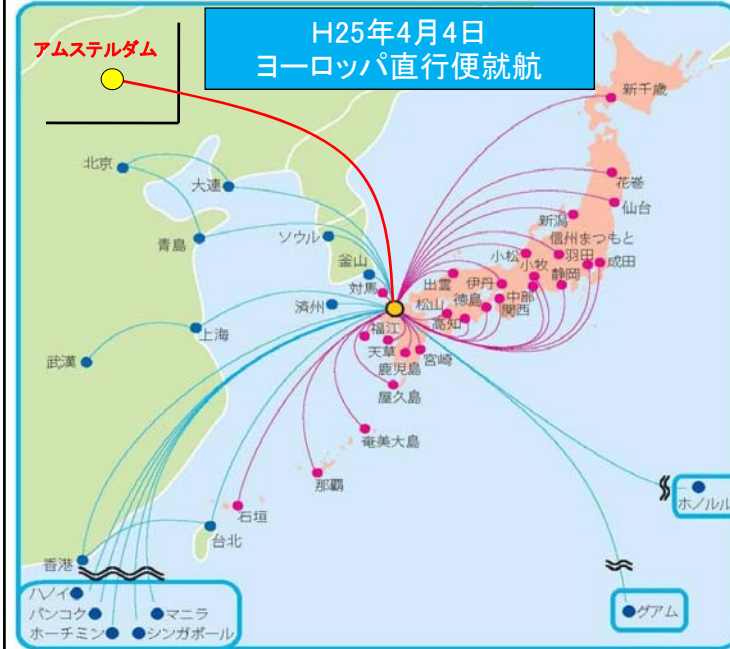 H25年4月4日
ヨーロッパ直行便就航
アムステルダム
新千歳
北京
大連
花巻
仙台
新潟
青島
ソウル
信州まつもと
釜山
小松
羽田
成田
小牧
静岡
対馬
出雲
伊丹
中部
済州
松山
徳島
関西
上海
福江
高知
武漢
天草
宮崎
鹿児島
屋久島
奄美大島
那覇
ホノルル
石垣
台北
香港
ハノイ
バンコク
マニラ
グアム
ホーチミン
シンガポール